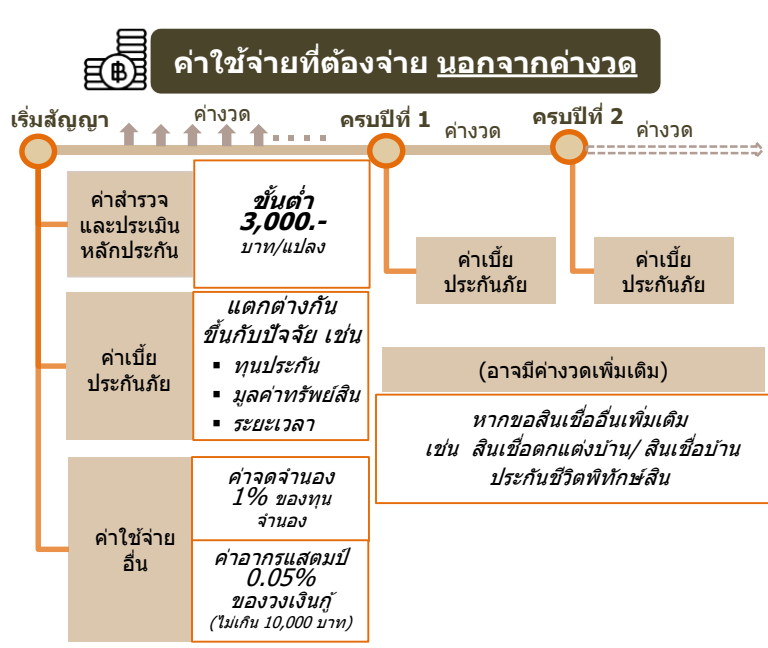 ค่าใช้จ่ายที่ต้องจ่าย นอกจากค่างวด
เริ่มสัญญา
ค่างวด
ครบปีที่ 1
ค่างวด
ครบปีที่ 2
ค่างวด
ค่าสำรวจ
และประเมิน
หลักประกัน
ขั้นต่ำ
3,000.-
บาท/แปลง
ค่าเบี้ย
ประกันภัย
ค่าเบี้ย
ประกันภัย
ค่าเบี้ย
ประกันภัย
แตกต่างกัน
ขึ้นกับปัจจัย เช่น
▪ ทุนประกัน
▪ มูลค่าทรัพย์สิน
▪ ระยะเวลา
(อาจมีค่างวดเพิ่มเติม)
หากขอสินเชื่ออื่นเพิ่มเติม
เช่น สินเชื่อตกแต่งบ้าน/ สินเชื่อบ้าน
ประกันชีวิตพิทักษ์สิน
ค่าใช้จ่าย
อื่น
ค่าจดจำนอง
1% ของทุน
จำนอง
ค่าอากรแสตมป์
0.05%
ของวงเงินกู้
(ไม่เกิน 10,000 บาท)